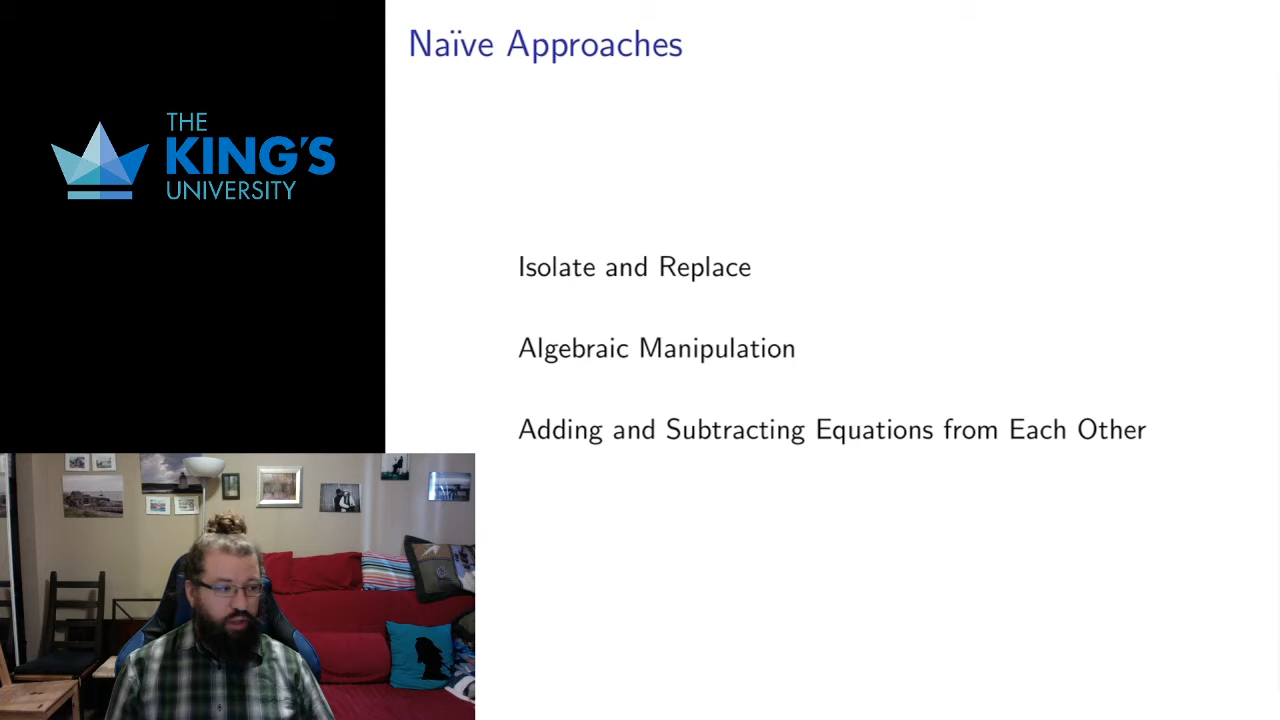 Naïve Approaches
THE
KING'S
UNIVERSITY
Isolate and Replace
Algebraic Manipulation
Adding and Subtracting Equations from Each Other